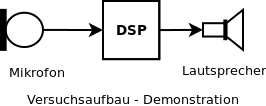 DSP
Mikrofon
Lautsprecher
Versuchsaufbau - Demonstration